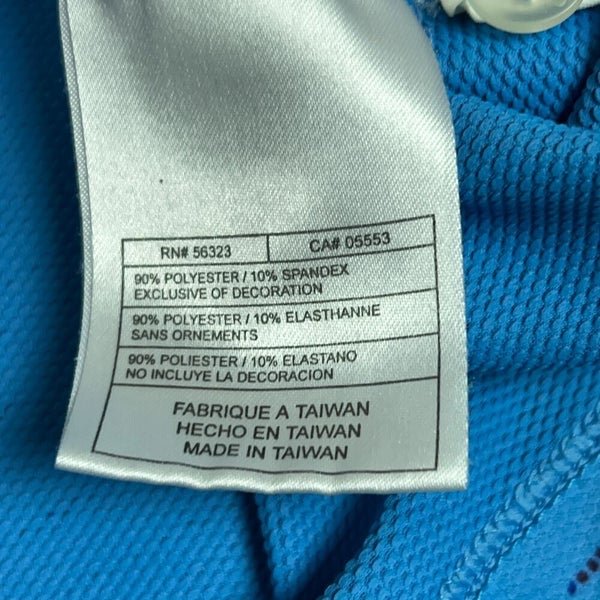 RN# 56323
CA# 05553
90% POLYESTER / 10% SPANDEX
EXCLUSIVE OF DECORATION
90% POLYESTER / 10% ELASTHANNE
SANS ORNEMENTS
90% POLIESTER / 10% ELASTANO
NO INCLUYE LA DECORACION
FABRIQUE A TAIWAN
HECHO EN TAIWAN
MADE IN TAIWAN